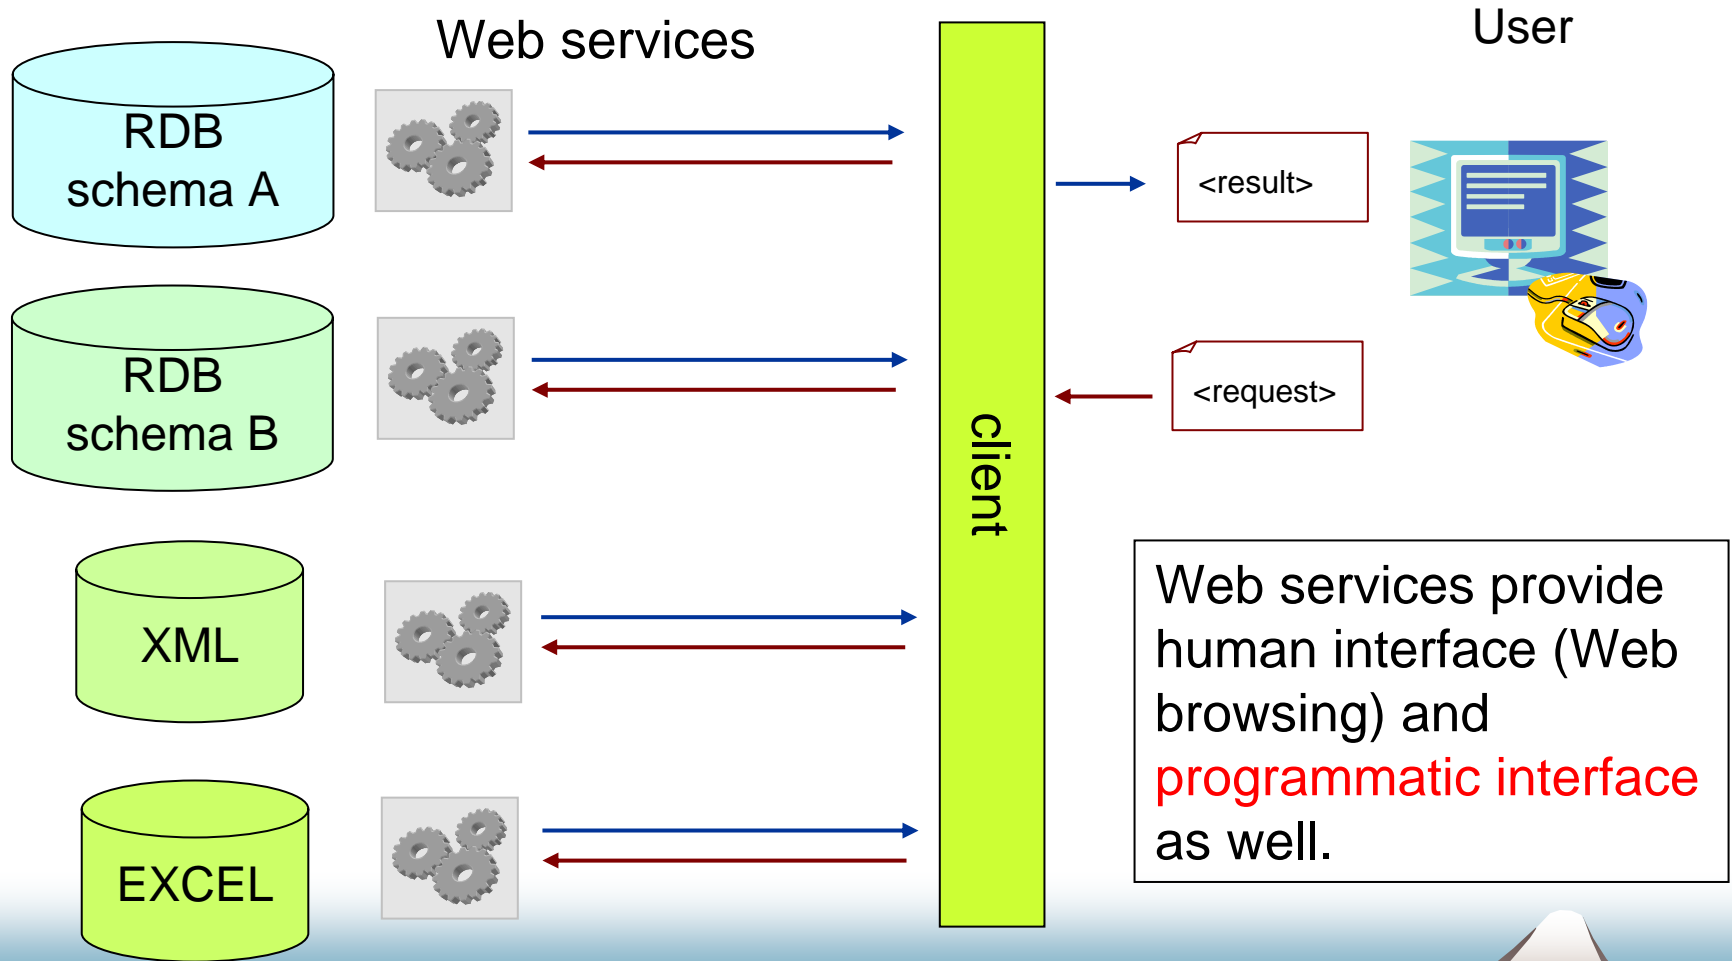 Web services
User
RDB
schema A
<result>
RDB
schema B
<request>
client
XML
EXCEL
Web services provide
human interface (Web
browsing) and
programmatic interface
as well.